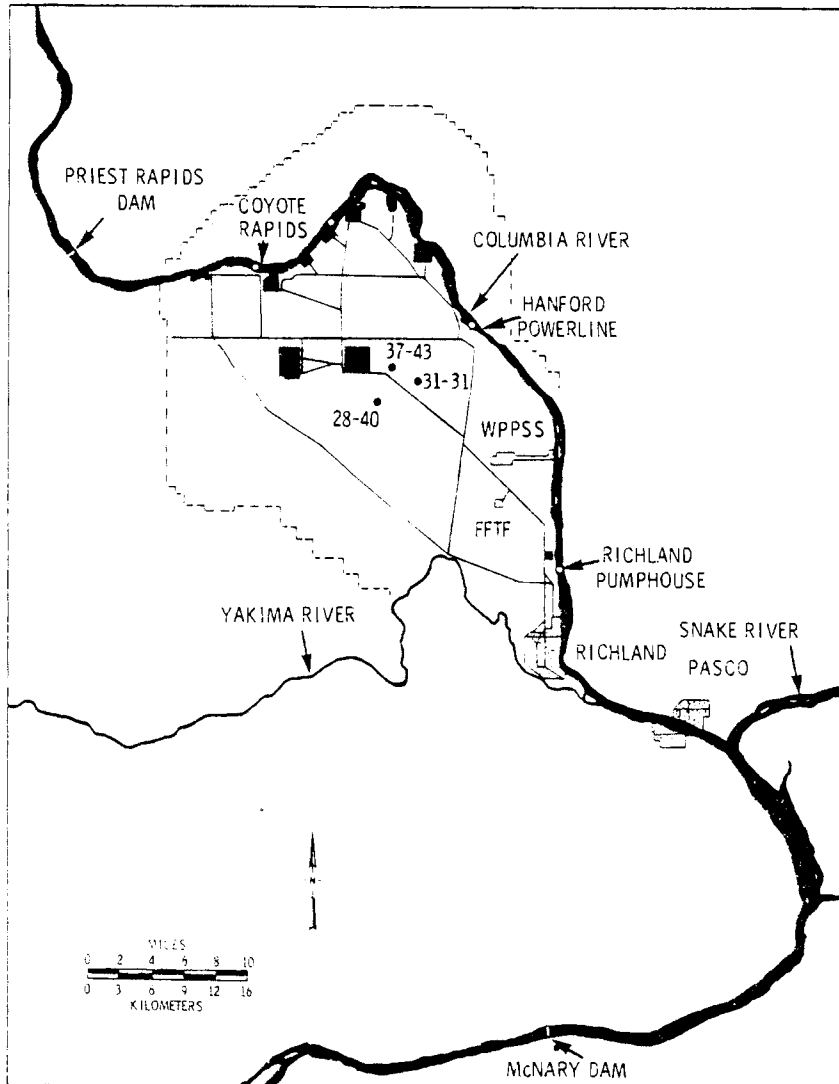 PRIEST RAPIDS
DAM
COYOTE
RAPIDS
COLUMBIA RIVER
HANFORD
POWERLINE
37-43
31-31
28-40
WPPSS
FFTF
RICHLAND
PUMPHOUSE
YAKIMA RIVER
SNAKE RIVER
RICHLAND
PASCO
N
MILES
0 2 4 6 8 10
0 3 6 9 12 16
KILOMETERS
McNARY DAM